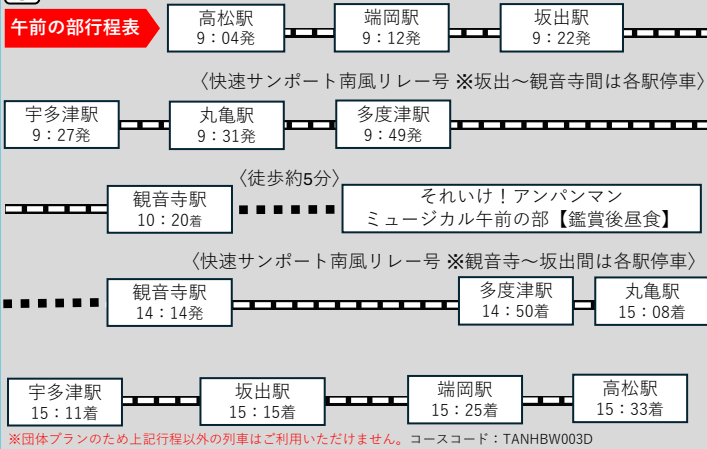 午前の部行程表
高松駅
9：04発
端岡駅
9：12発
坂出駅
9：22発
〈快速サンポート南風リレー号 ※坂出～観音寺間は各駅停車〉
宇多津駅
9：27発
丸亀駅
9：31発
多度津駅
9：49発
観音寺駅
10：20着
〈徒歩約5分〉
それいけ！アンパンマン
ミュージカル午前の部【鑑賞後昼食】
〈快速サンポート南風リレー号 ※観音寺～坂出間は各駅停車〉
観音寺駅
14：14発
多度津駅
14：50着
丸亀駅
15：08着
宇多津駅
15：11着
坂出駅
15：15着
端岡駅
15：25着
高松駅
15：33着
※団体プランのため上記行程以外の列車はご利用いただけません。コースコード：TANHBW003D